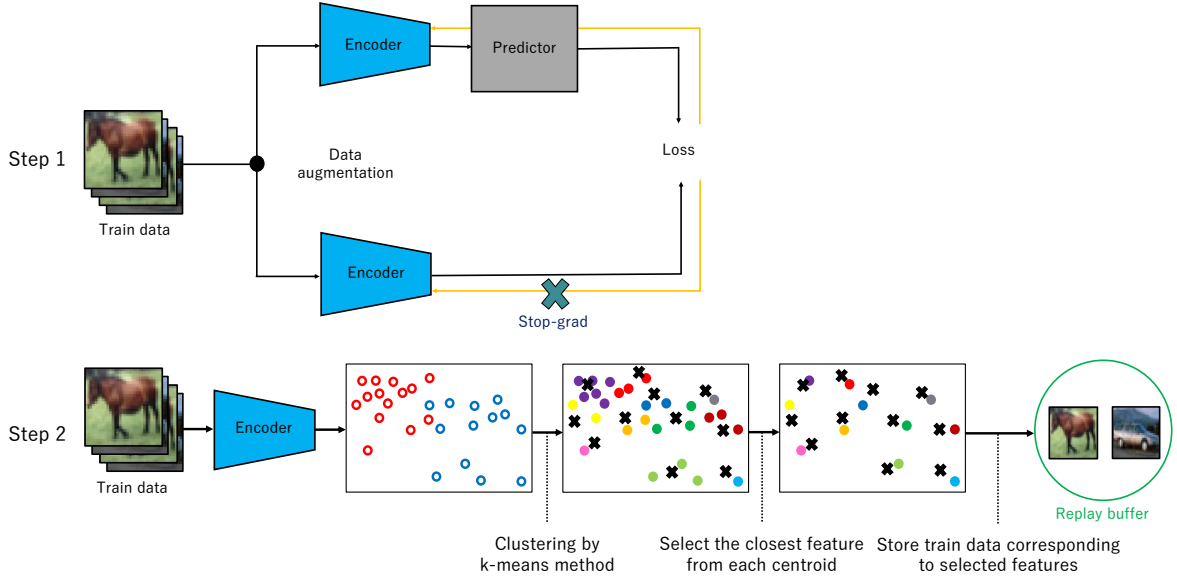 Step 1
Train data
Data
augmentation
Encoder
Predictor
Loss
Encoder
Stop-grad
Step 2
Train data
Encoder
Clustering by
k-means method
Select the closest feature
from each centroid
Store train data corresponding
to selected features
Replay buffer